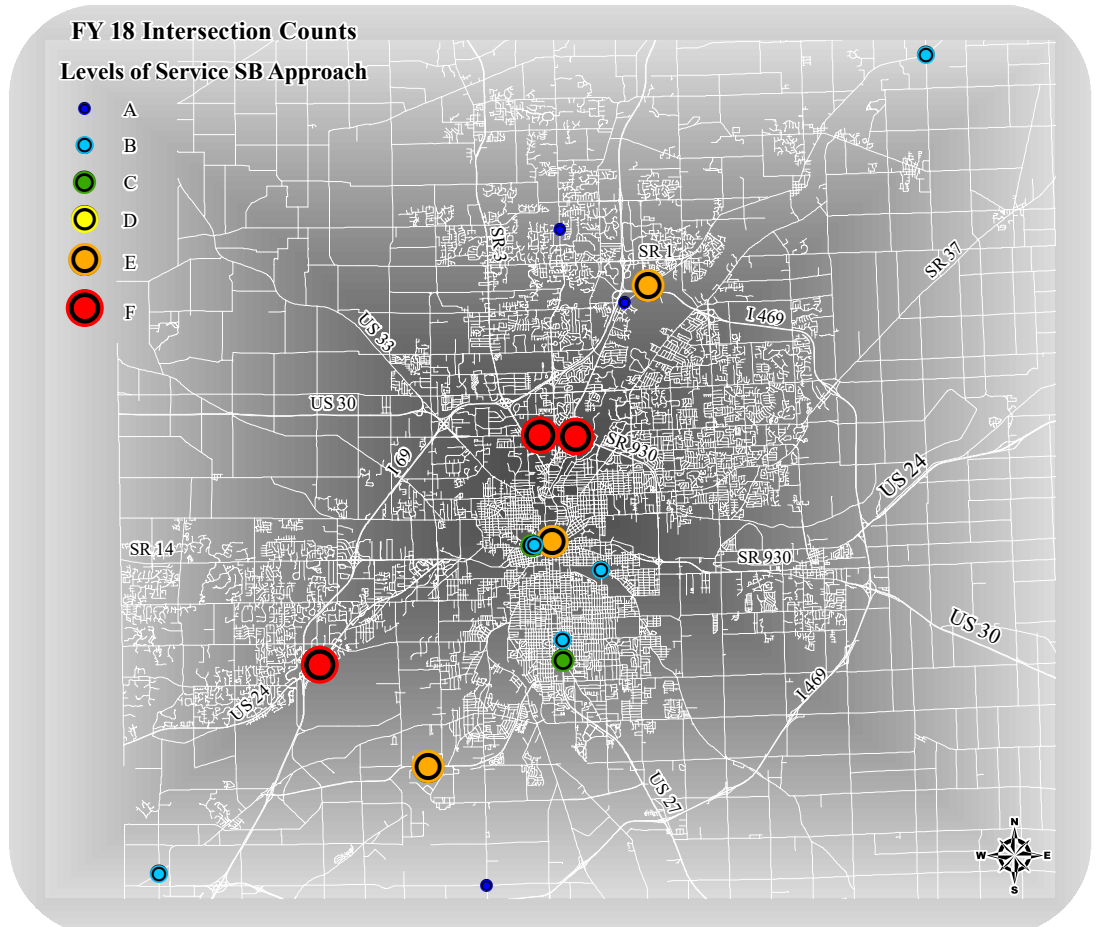 FY 18 Intersection Counts
Levels of Service SB Approach
A
B
C
D
E
F
SR 3
SR 1
SR 37
I 469
US 33
US 30
SR 930
I 69
US 24
SR 14
SR 930
US 30
I 469
US 24
US 27
N
W E
S